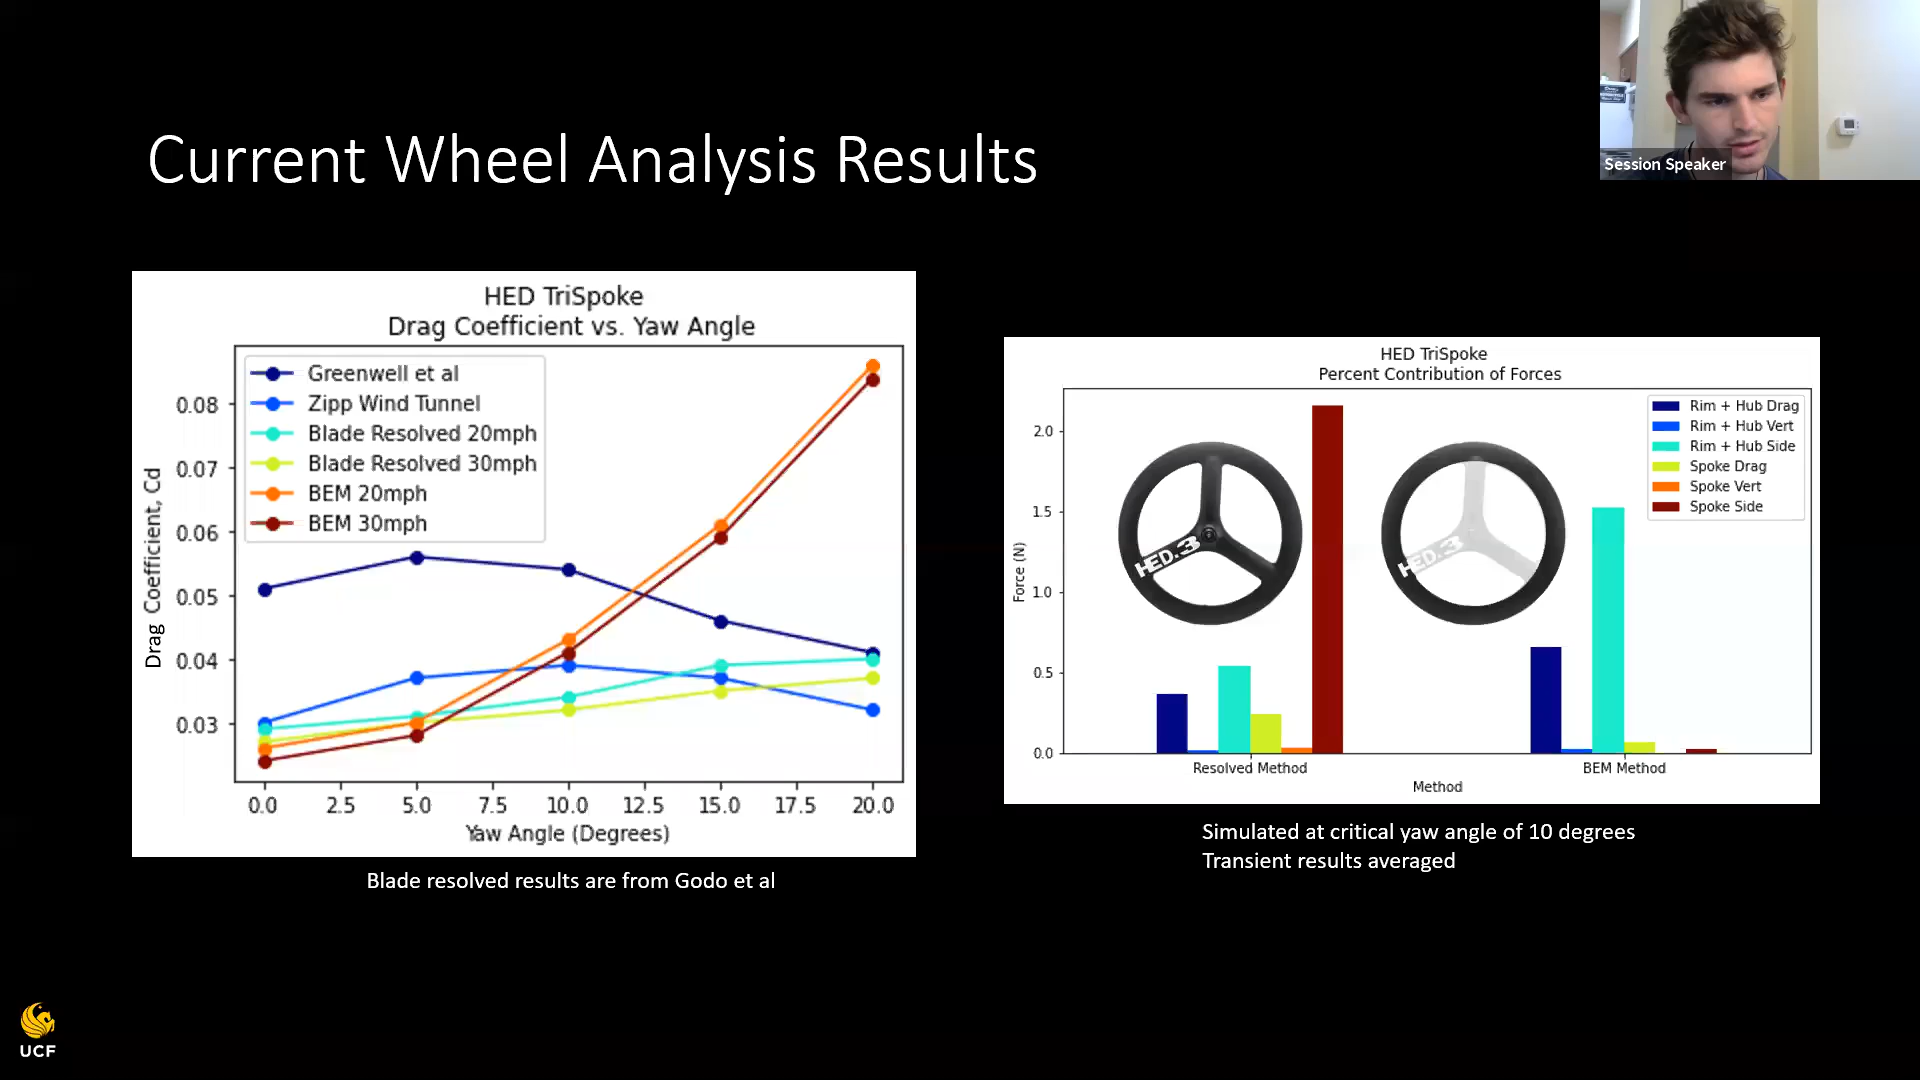 Current Wheel Analysis Results
Session Speaker
HED TriSpoke
Drag Coefficient vs. Yaw Angle
Greenwell et al
Zipp Wind Tunnel
Blade Resolved 20mph
Blade Resolved 30mph
BEM 20mph
BEM 30mph
Drag Coefficient, Cd
0.08
0.07
0.06
0.05
0.04
0.03
0.0 2.5 5.0 7.5 10.0 12.5 15.0 17.5 20.0
Yaw Angle (Degrees)
Blade resolved results are from Godo et al
HED TriSpoke
Percent Contribution of Forces
Rim + Hub Drag
Rim + Hub Vert
Rim + Hub Side
Spoke Drag
Spoke Vert
Spoke Side
Force (N)
2.0
1.5
1.0
0.5
0.0
HED.3
HED.3
Resolved Method BEM Method
Method
Simulated at critical yaw angle of 10 degrees
Transient results averaged
UCF